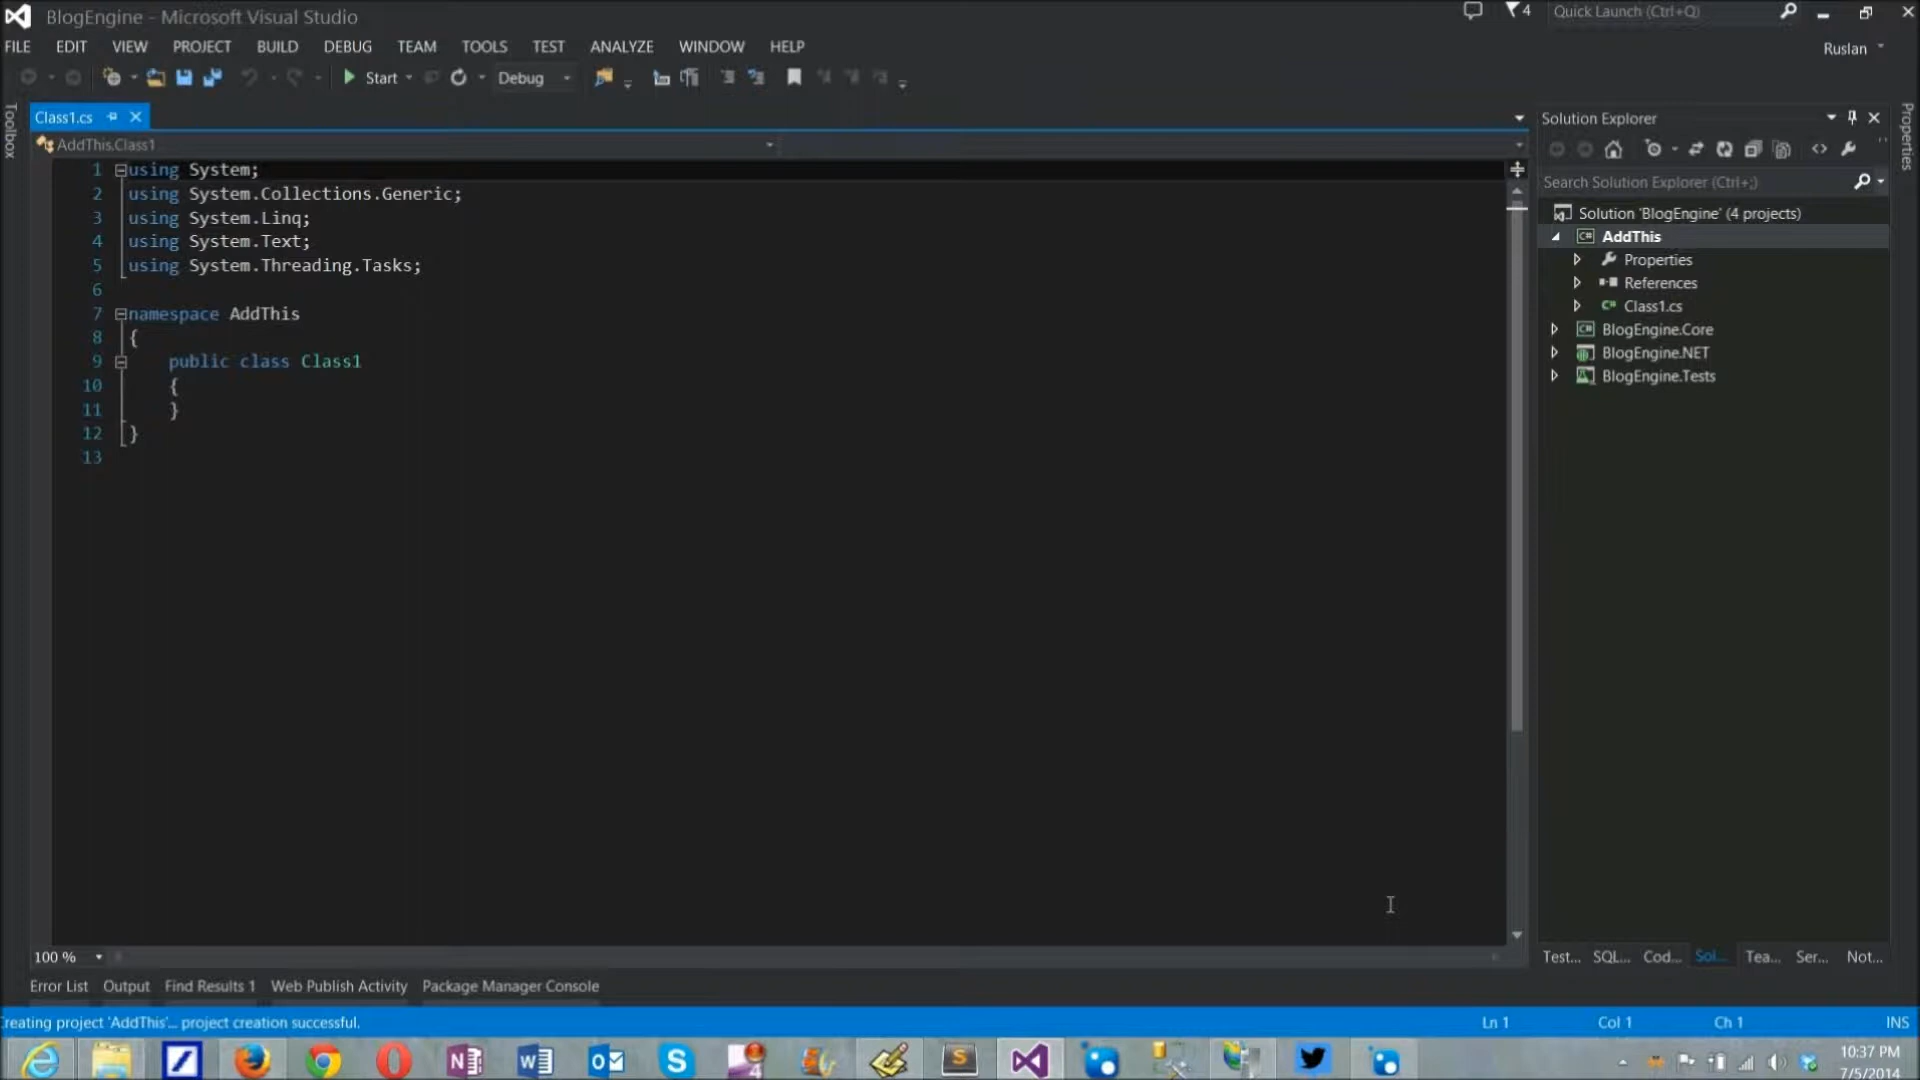 BlogEngine - Microsoft Visual Studio
4
Quick Launch (Ctrl+Q)
FILE EDIT VIEW PROJECT BUILD DEBUG TEAM TOOLS TEST ANALYZE WINDOW HELP
Ruslan
Start Debug
Toolbox
Class1.cs
Solution Explorer
Properties
AddThis.Class1
Search Solution Explorer (Ctrl+;)
1 using System;
2 using System.Collections.Generic;
3 using System.Linq;
4 using System.Text;
5 using System.Threading.Tasks;
6
7 namespace AddThis
8 {
9 public class Class1
10 {
11 }
12 }
13
Solution 'BlogEngine' (4 projects)
AddThis
Properties
References
Class1.cs
BlogEngine.Core
BlogEngine.NET
BlogEngine.Tests
100 %
Test... SQL... Cod... Sol... Tea... Ser... Not...
Error List Output Find Results 1 Web Publish Activity Package Manager Console
Creating project 'AddThis'... project creation successful.
Ln 1 Col 1 Ch 1 INS
10:37 PM
7/5/2014